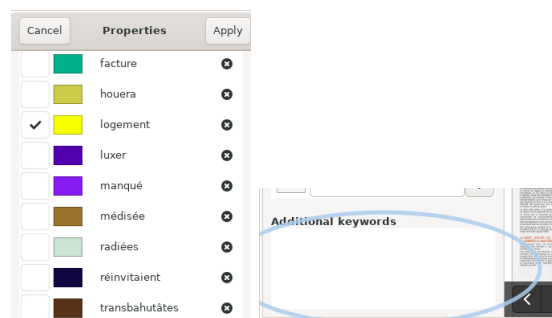 Cancel Properties Apply
facture
houera
logement
luxer
manqué
médisée
radiées
réinvitaient
transbahutâtes
Additional keywords